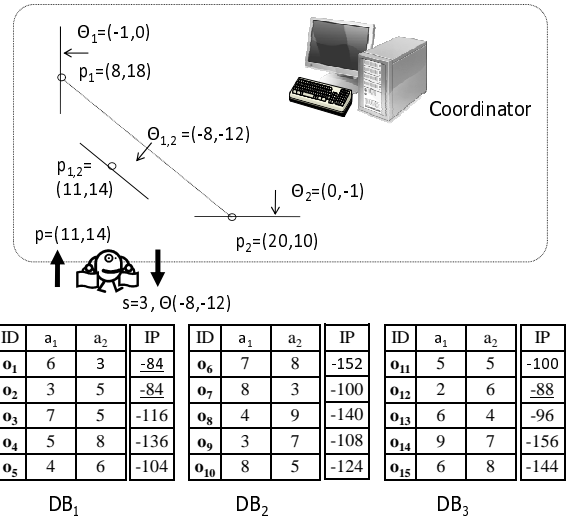 Θ1=(-1,0)
p1=(8,18)
Coordinator
Θ1,2 =(-8,-12)
p1,2=
(11,14)
Θ2=(0,-1)
p=(11,14)
p2=(20,10)
s=3 , Θ(-8,-12)
ID a1 a2 IP
o1 6 3 -84
o2 3 5 -84
o3 7 5 -116
o4 5 8 -136
o5 4 6 -104
DB1
ID a1 a2 IP
o6 7 8 -152
o7 8 3 -100
o8 4 9 -140
o9 3 7 -108
o10 8 5 -124
DB2
ID a1 a2 IP
o11 5 5 -100
o12 2 6 -88
o13 6 4 -96
o14 9 7 -156
o15 6 8 -144
DB3